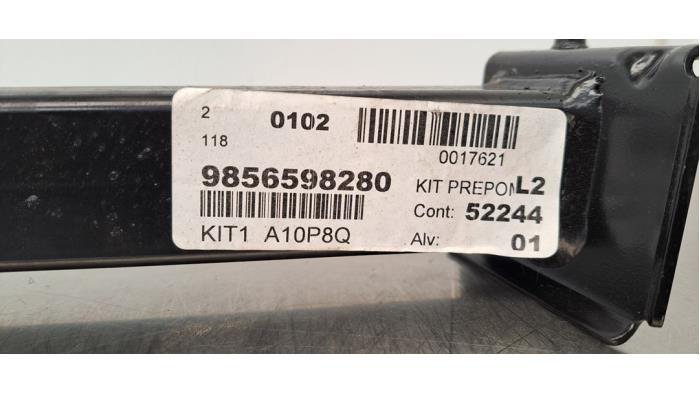 2 0102
118 0017621
9856598280 KIT PREPON L2
Cont: 52244
KIT1 A10P8Q Alv: 01